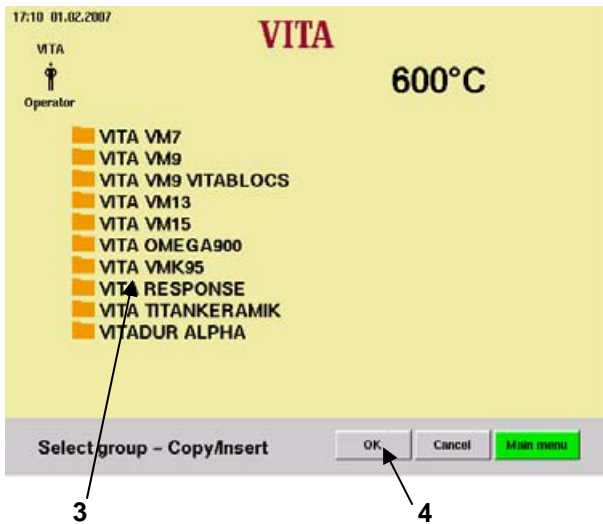 17:10 01.02.2007
VITA
VITA
600°C
Operator
VITA VM7
VITA VM9
VITA VM9 VITABLOCS
VITA VM13
VITA VM15
VITA OMEGA900
VITA VMK95
VITA RESPONSE
VITA TITANKERAMIK
VITADUR ALPHA
Select group – Copy/Insert
OK
Cancel
Main menu
3
4